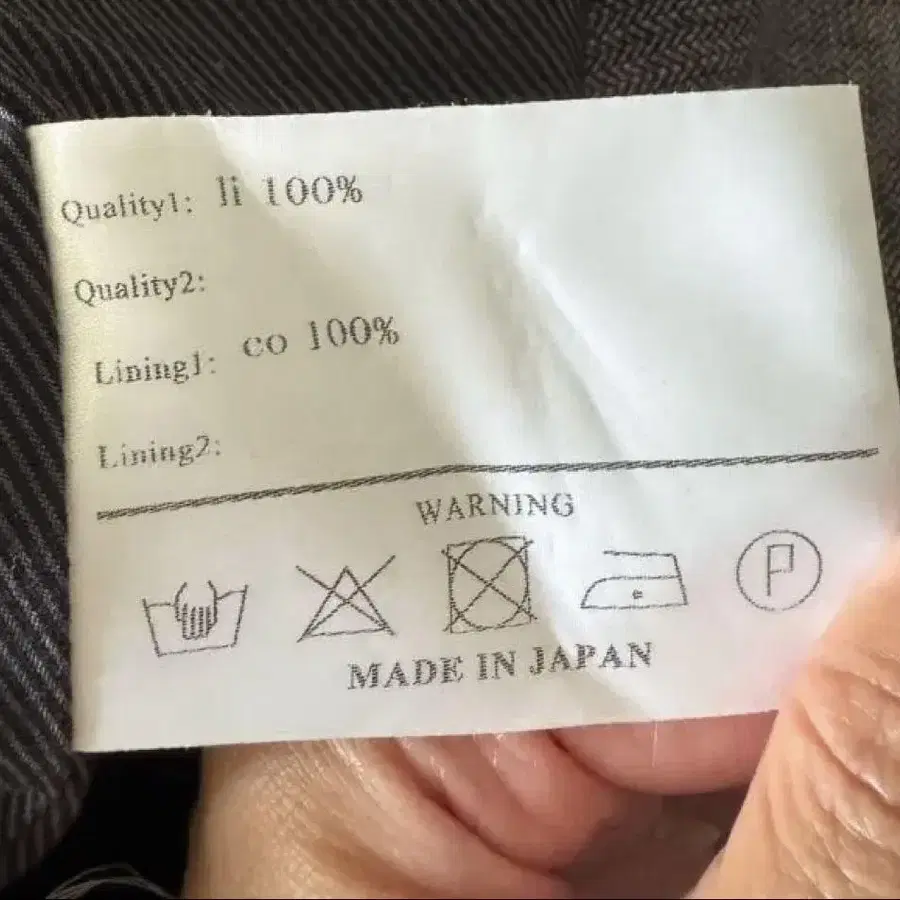 Quality1: li 100%
Quality2:
Lining1: co 100%
Lining2:
WARNING
P
MADE IN JAPAN